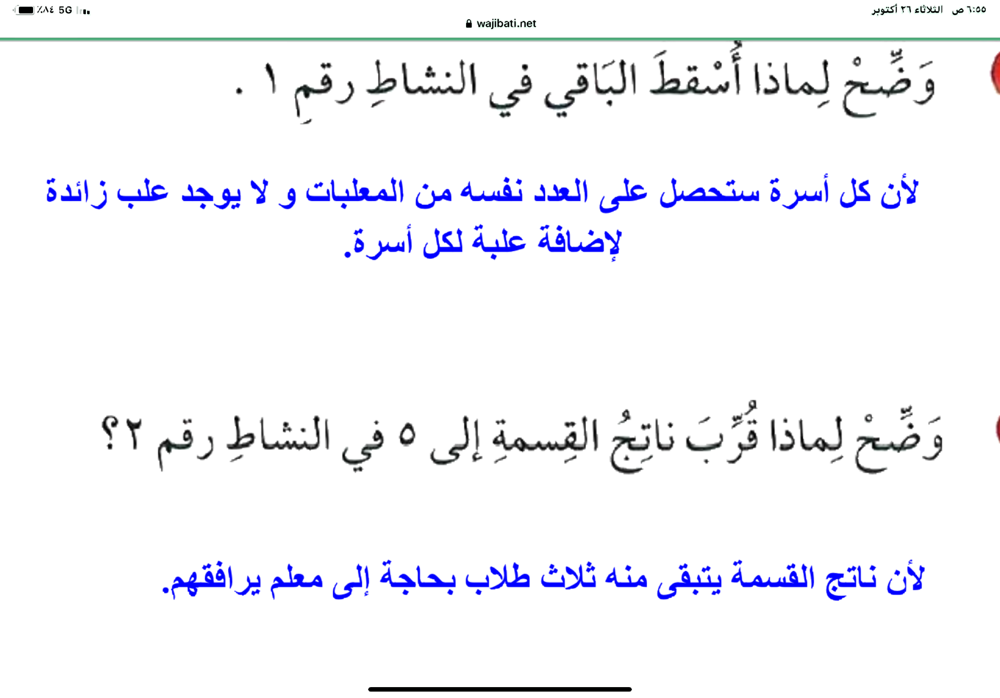 ٦:٥٥ ص الثلاثاء ٢٦ أكتوبر
5G ٪٨٤
wajibati.net
وَضِّحْ لِماذا أُسْقطَ البَاقي في النشاطِ رقمِ ١ .
لأن كل أسرة ستحصل على العدد نفسه من المعلبات و لا يوجد علب زائدة
لإضافة علبة لكل أسرة.
وَضِّحْ لِماذا قُرِّبَ ناتِجُ القِسمةِ إلى ٥ في النشاطِ رقم ٢؟
لأن ناتج القسمة يتبقى منه ثلاث طلاب بحاجة إلى معلم يرافقهم.